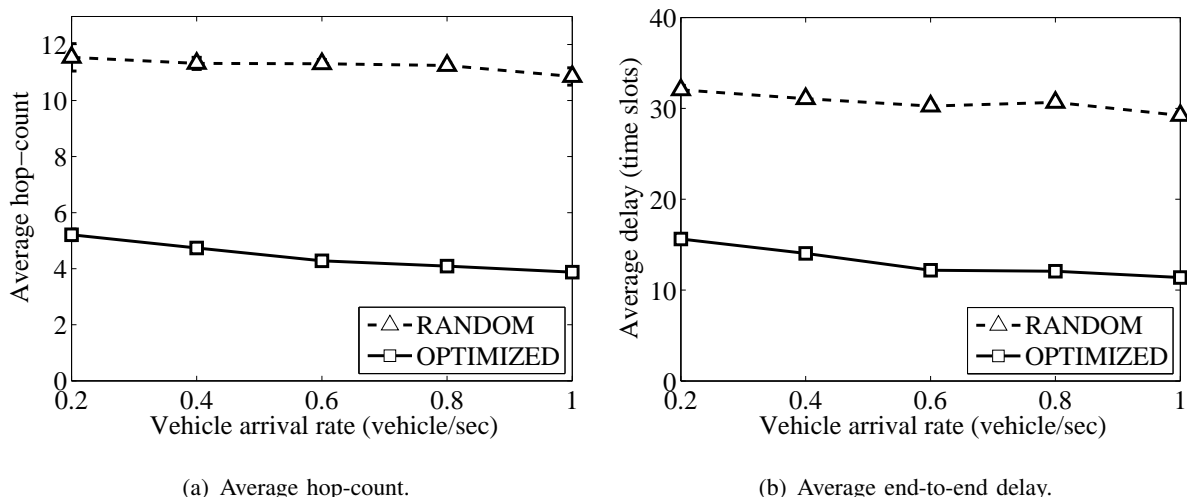 12
10
8
6
4
2
0
Average hop−count
0.2 0.4 0.6 0.8 1
Vehicle arrival rate (vehicle/sec)
RANDOM
OPTIMIZED
(a) Average hop-count.
40
30
20
10
0
Average delay (time slots)
0.2 0.4 0.6 0.8 1
Vehicle arrival rate (vehicle/sec)
RANDOM
OPTIMIZED
(b) Average end-to-end delay.